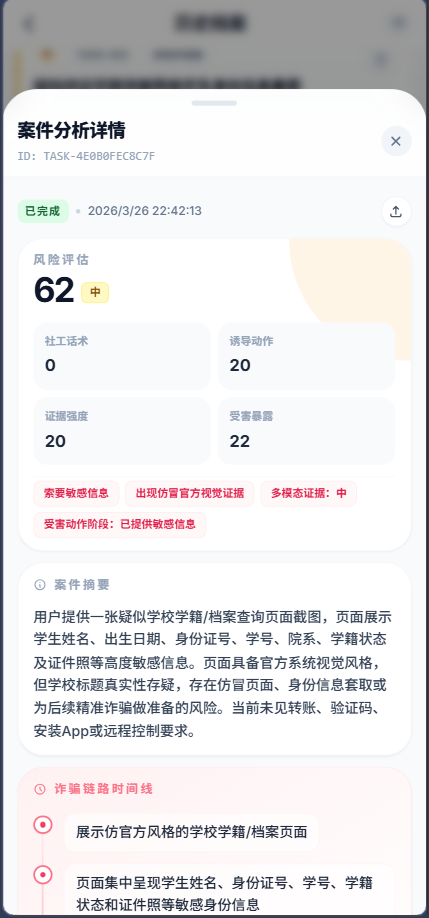 案件分析详情
ID: TASK-4E0B0FEC8C7F
已完成 2026/3/26 22:42:13
风险评估
62 中
社工话术 诱导动作
0 20
证据强度 受害暴露
20 22
索要敏感信息 出现仿冒官方视觉证据 多模态证据：中
受害动作阶段：已提供敏感信息
案件摘要
用户提供一张疑似学校学籍/档案查询页面截图，页面展示
学生姓名、出生日期、身份证号、学号、院系、学籍状态
及证件照等高度敏感信息。页面具备官方系统视觉风格，
但学校标题真实性存疑，存在仿冒页面、身份信息套取或
为后续精准诈骗做准备的风险。当前未见转账、验证码、
安装App或远程控制要求。
诈骗链路时间线
展示仿官方风格的学校学籍/档案页面
页面集中呈现学生姓名、身份证号、学号、学籍
状态和证件照等敏感身份信息